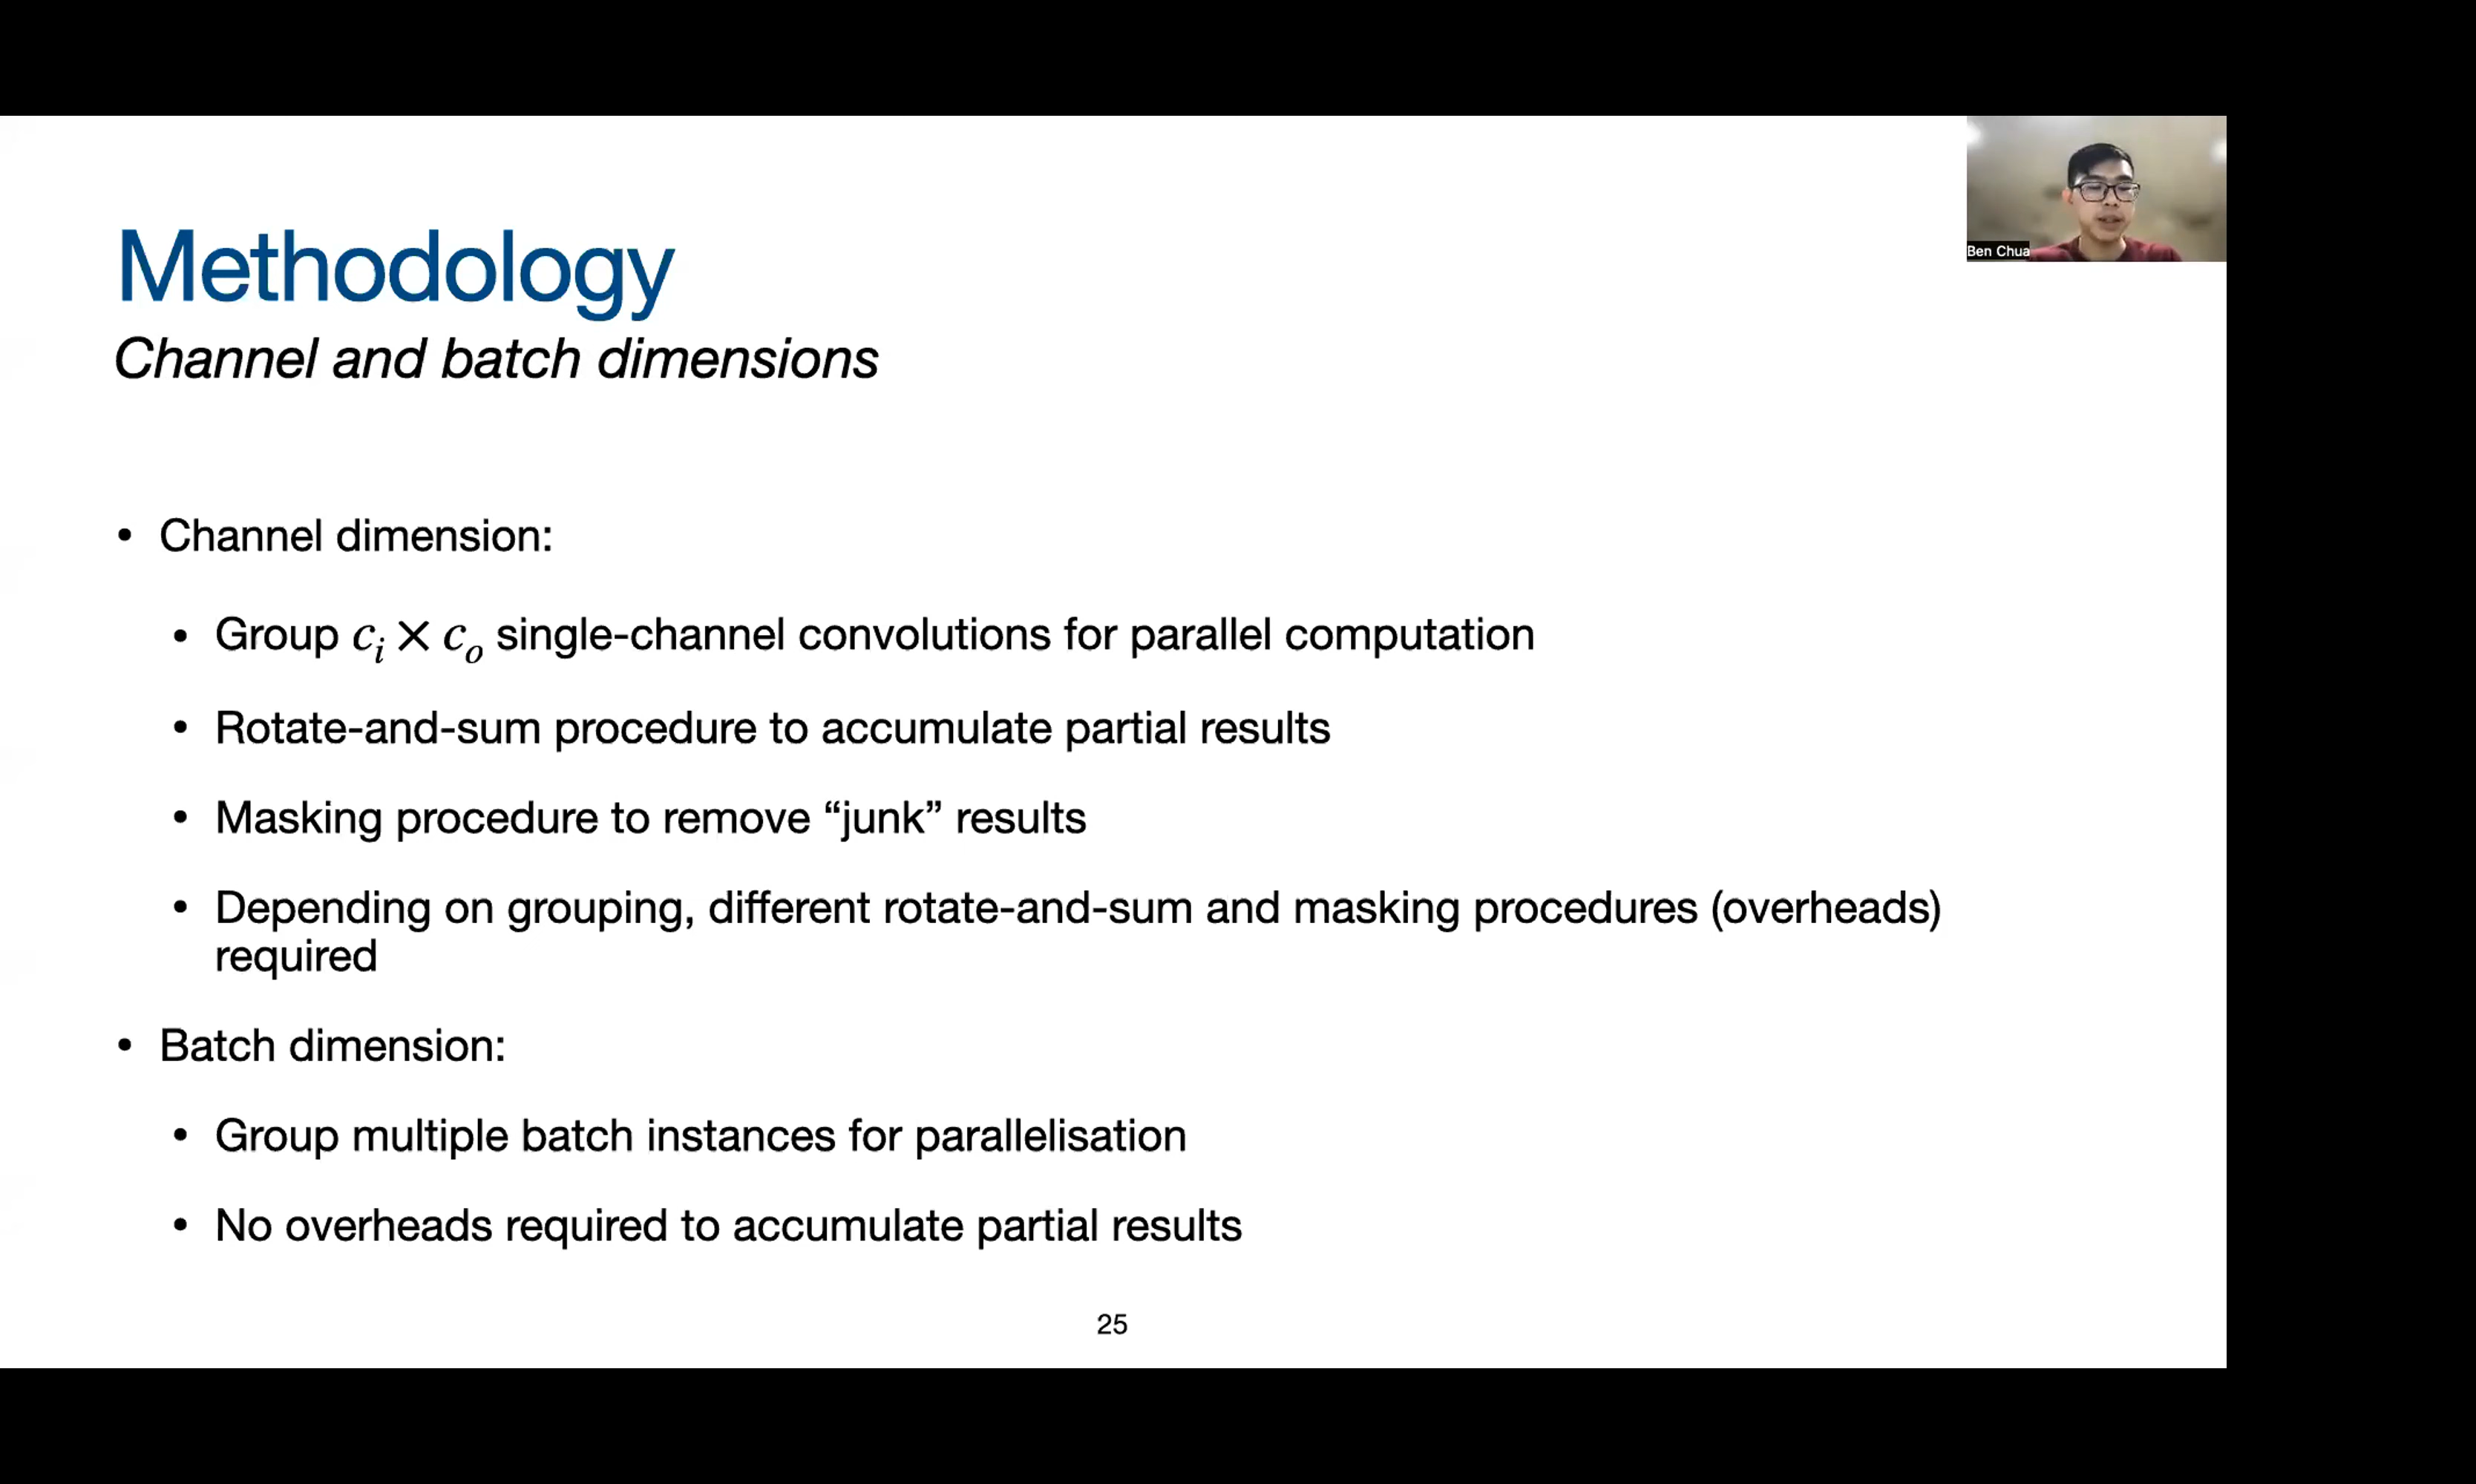 Ben Chua
Methodology
Channel and batch dimensions
• Channel dimension:
• Group c_i × c_o single-channel convolutions for parallel computation
• Rotate-and-sum procedure to accumulate partial results
• Masking procedure to remove “junk” results
• Depending on grouping, different rotate-and-sum and masking procedures (overheads)
required
• Batch dimension:
• Group multiple batch instances for parallelisation
• No overheads required to accumulate partial results
25